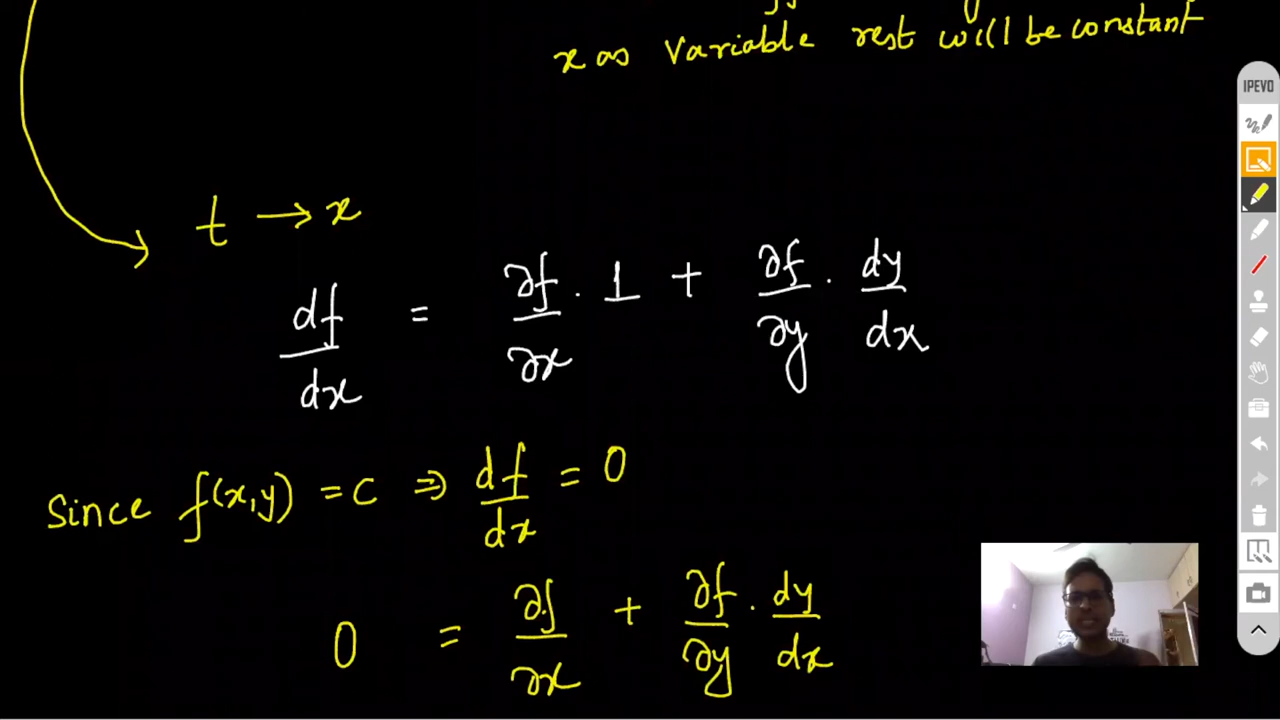 x as variable rest will be constant
IPEVO
t → x
df/dx = ∂f/∂x · 1 + ∂f/∂y · dy/dx
Since f(x,y) = c ⇒ df/dx = 0
0 = ∂f/∂x + ∂f/∂y · dy/dx